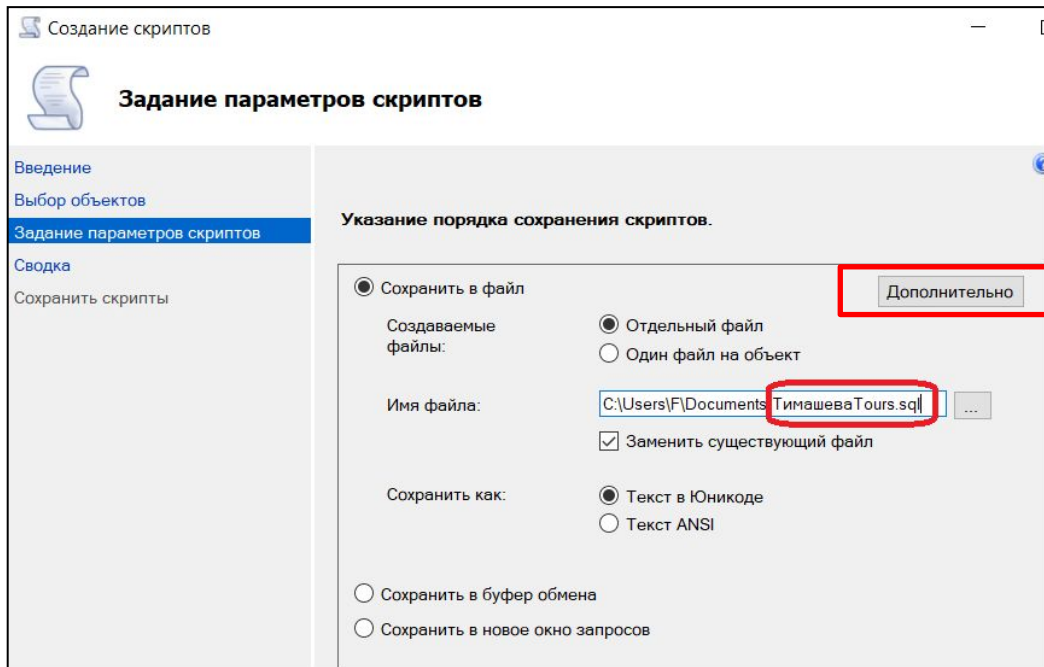 Создание скриптов
Задание параметров скриптов
Введение
Выбор объектов
Задание параметров скриптов
Сводка
Сохранить скрипты
Указание порядка сохранения скриптов.
Сохранить в файл
Дополнительно
Создаваемые
файлы:
Отдельный файл
Один файл на объект
Имя файла:
C:\Users\F\Documents\ТимашеваTours.sql
...
Заменить существующий файл
Сохранить как:
Текст в Юникоде
Текст ANSI
Сохранить в буфер обмена
Сохранить в новое окно запросов